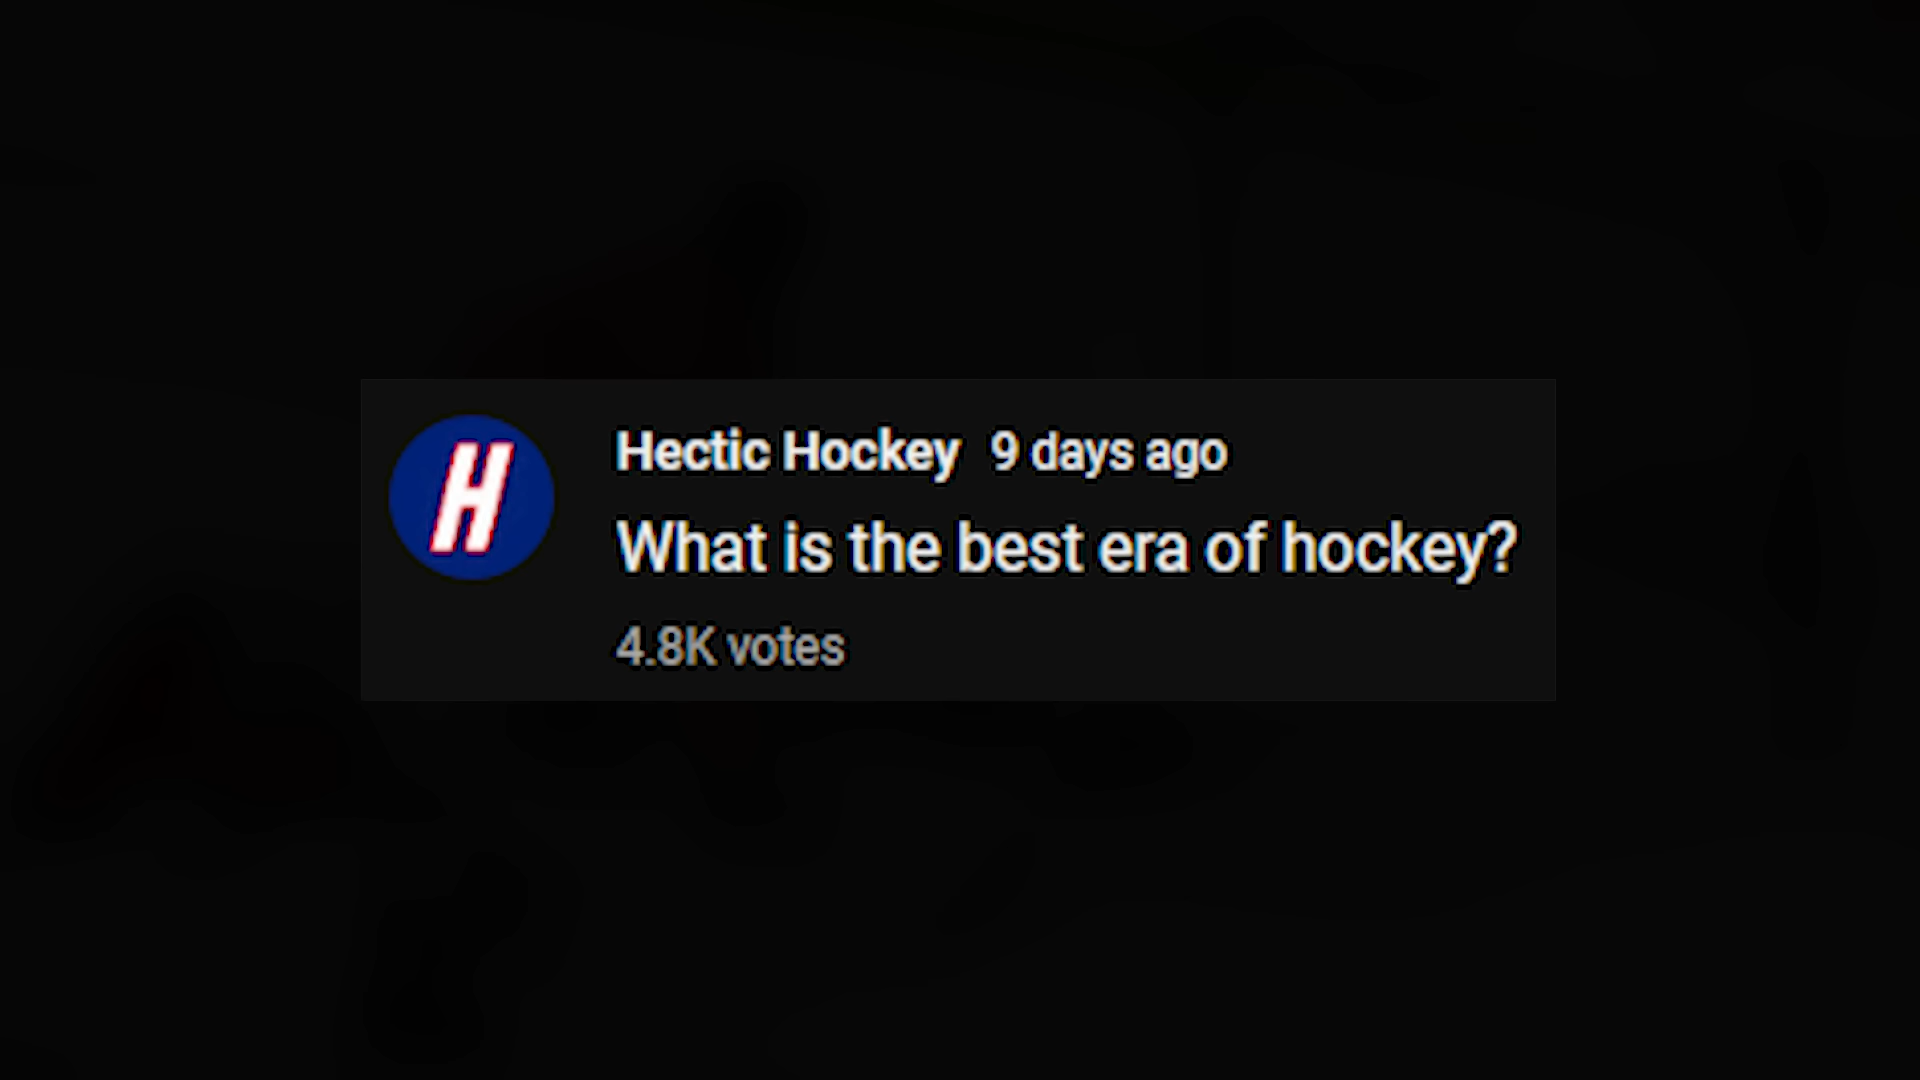 H
Hectic Hockey 9 days ago
What is the best era of hockey?
4.8K votes